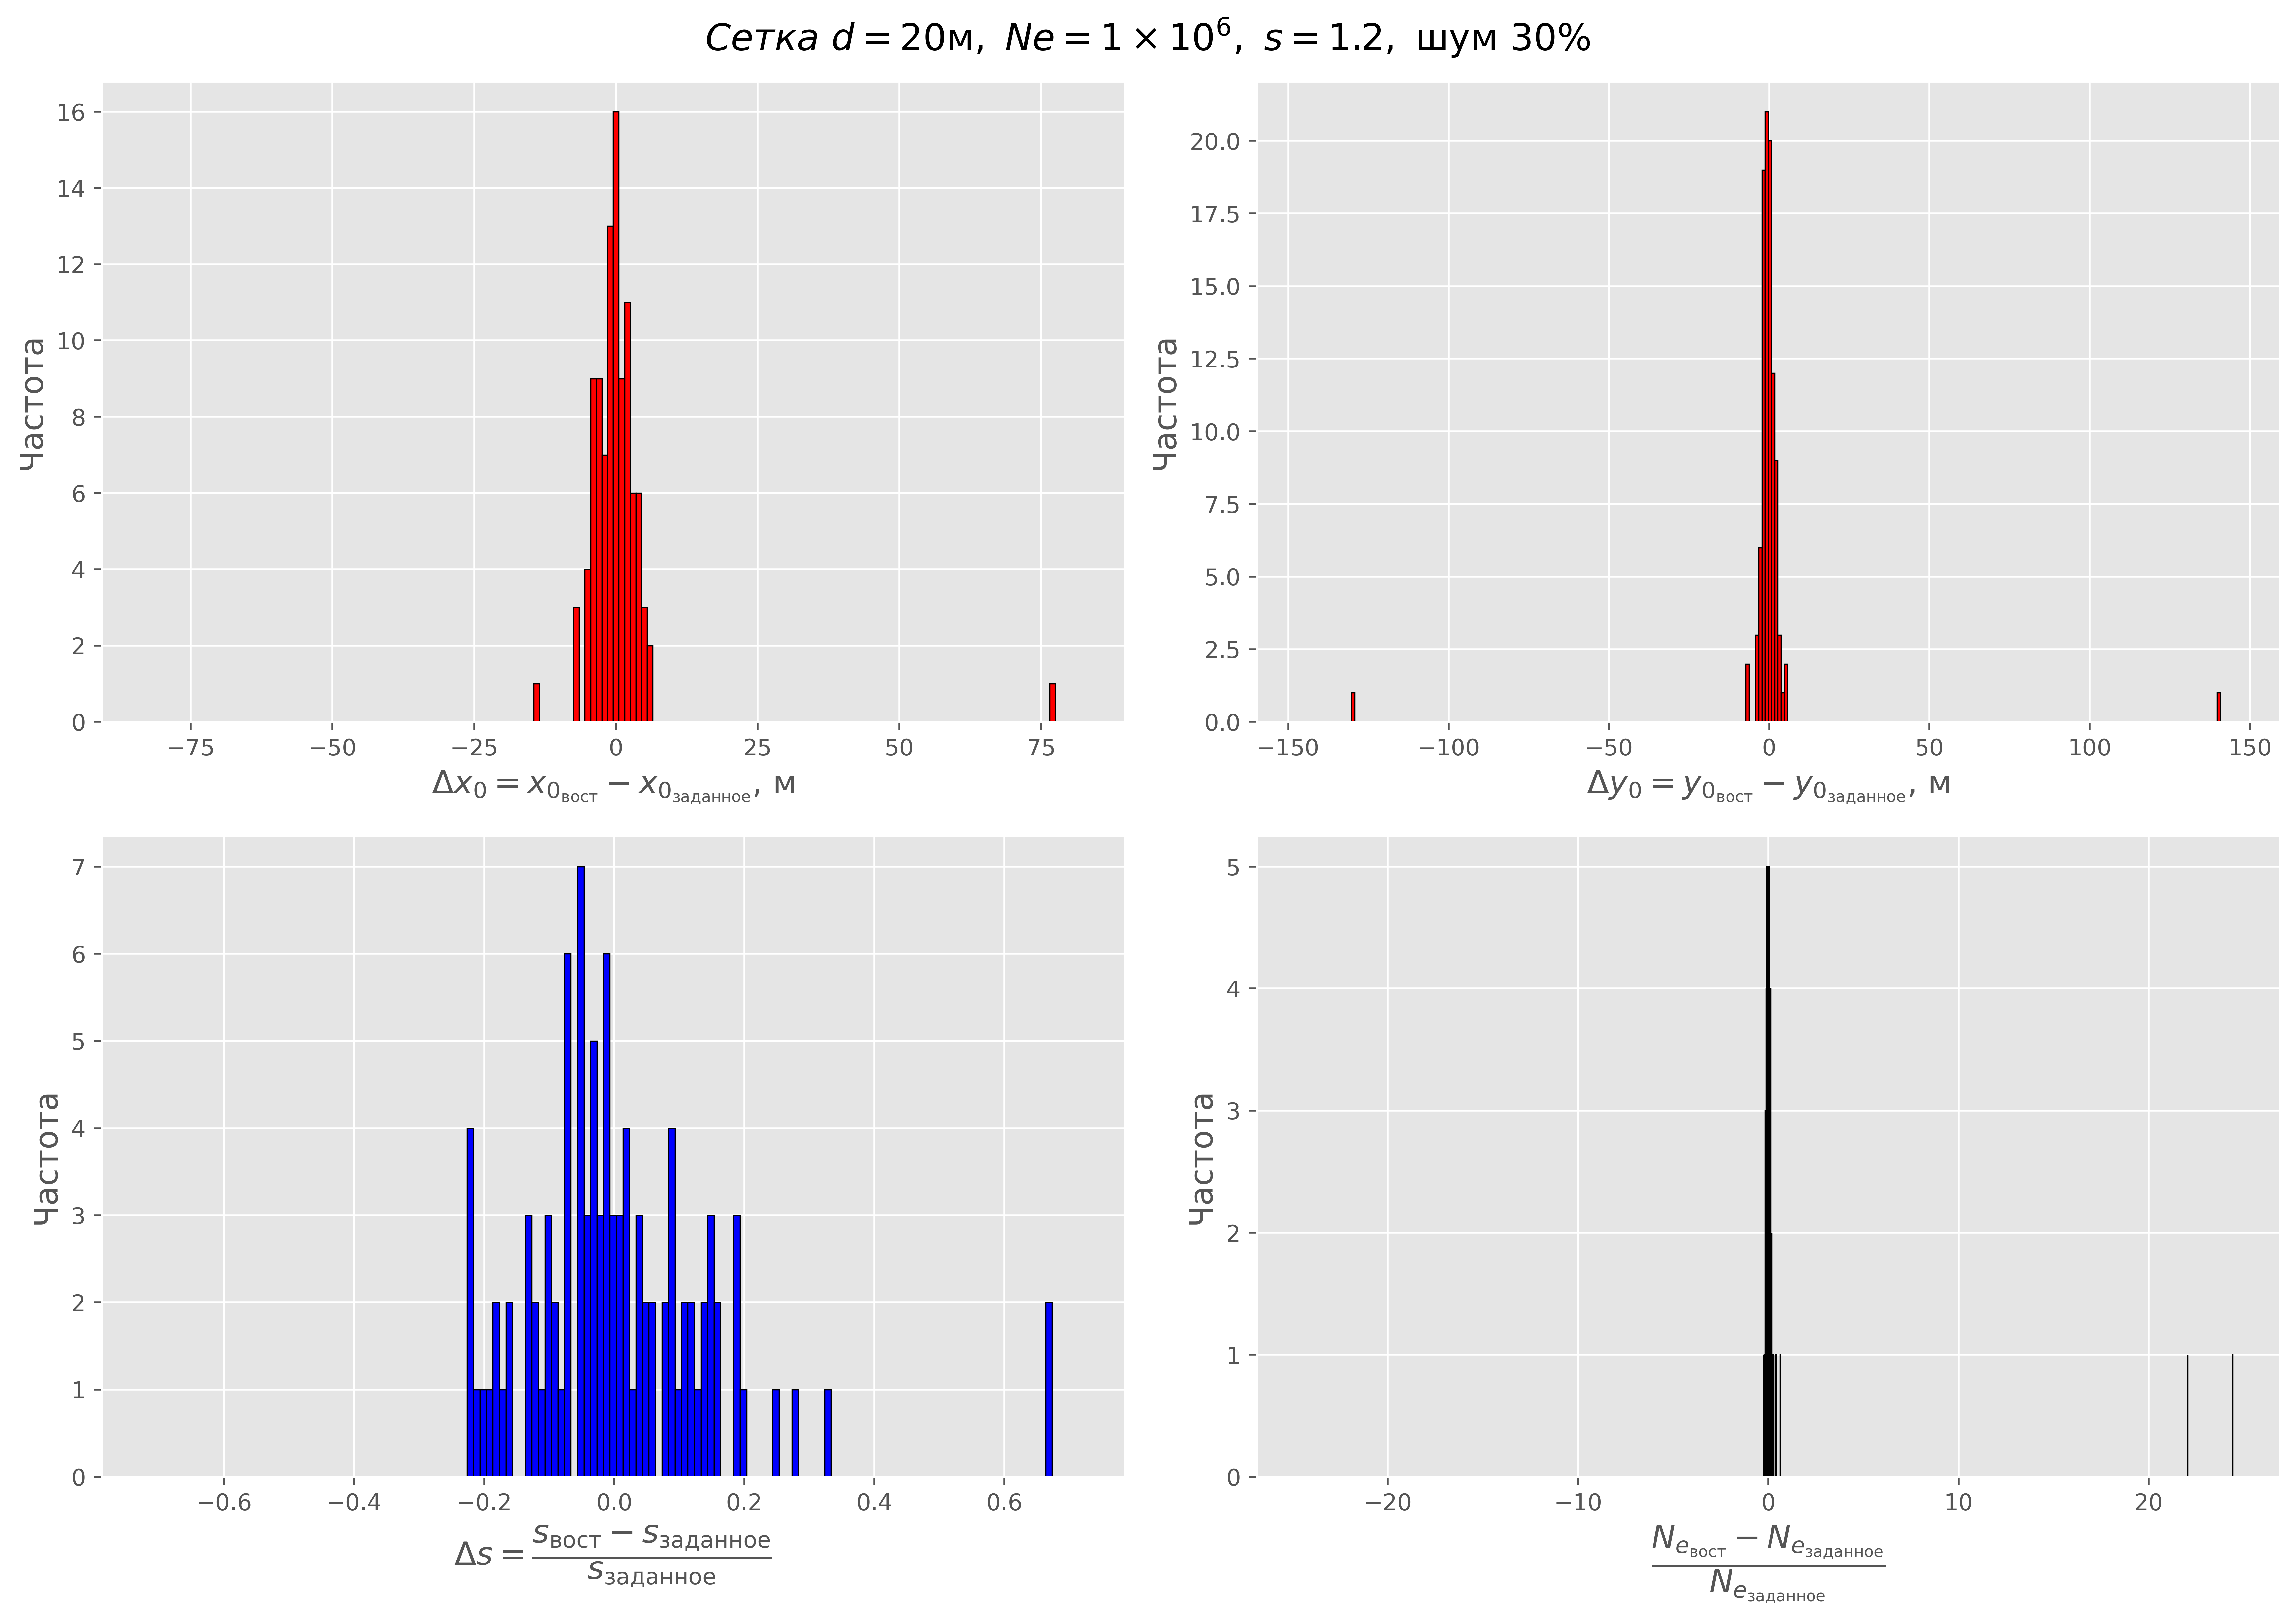 Сетка d = 20м, Ne = 1 × 10⁶, s = 1.2, шум 30%
16
14
12
10
8
6
4
2
0
Частота
−75 −50 −25 0 25 50 75
Δx₀ = x₀вост − x₀заданное, м
20.0
17.5
15.0
12.5
10.0
7.5
5.0
2.5
0.0
Частота
−150 −100 −50 0 50 100 150
Δy₀ = y₀вост − y₀заданное, м
7
6
5
4
3
2
1
0
Частота
−0.6 −0.4 −0.2 0.0 0.2 0.4 0.6
Δs = (sвост − sзаданное) / sзаданное
5
4
3
2
1
0
Частота
−20 −10 0 10 20
(Nₑвост − Nₑзаданное) / Nₑзаданное